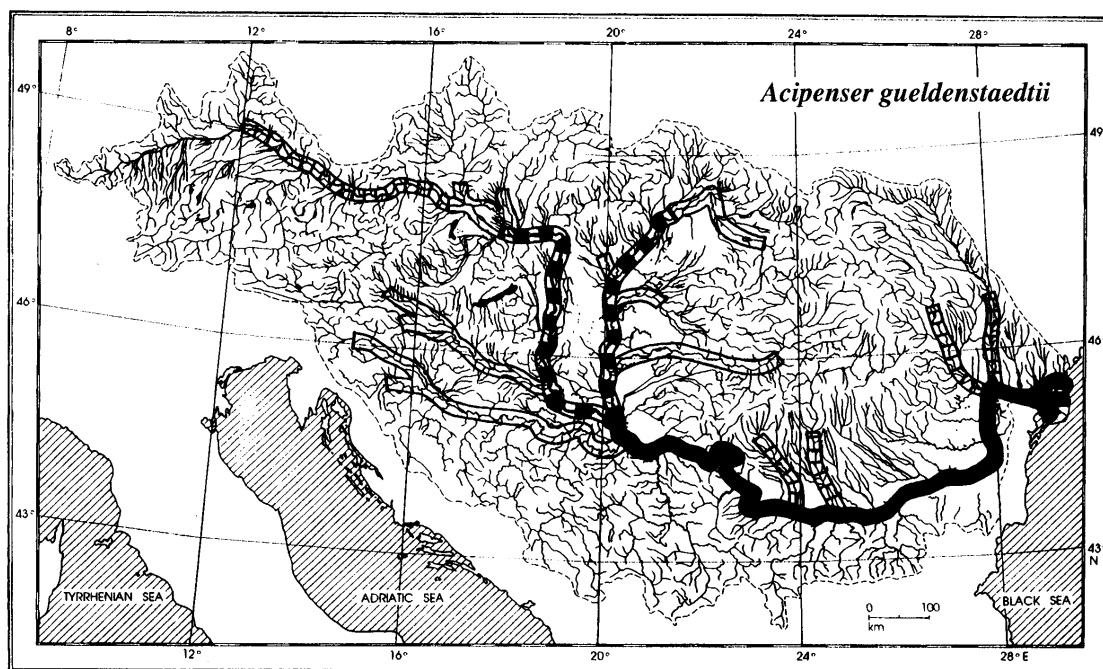 8° 12° 16° 20° 24° 28°
Acipenser gueldenstaedtii
49° 49
46° 46
43° 43
N
TYRRHENIAN SEA ADRIATIC SEA BLACK SEA
0 100
km
12° 16° 20° 24° 28° E